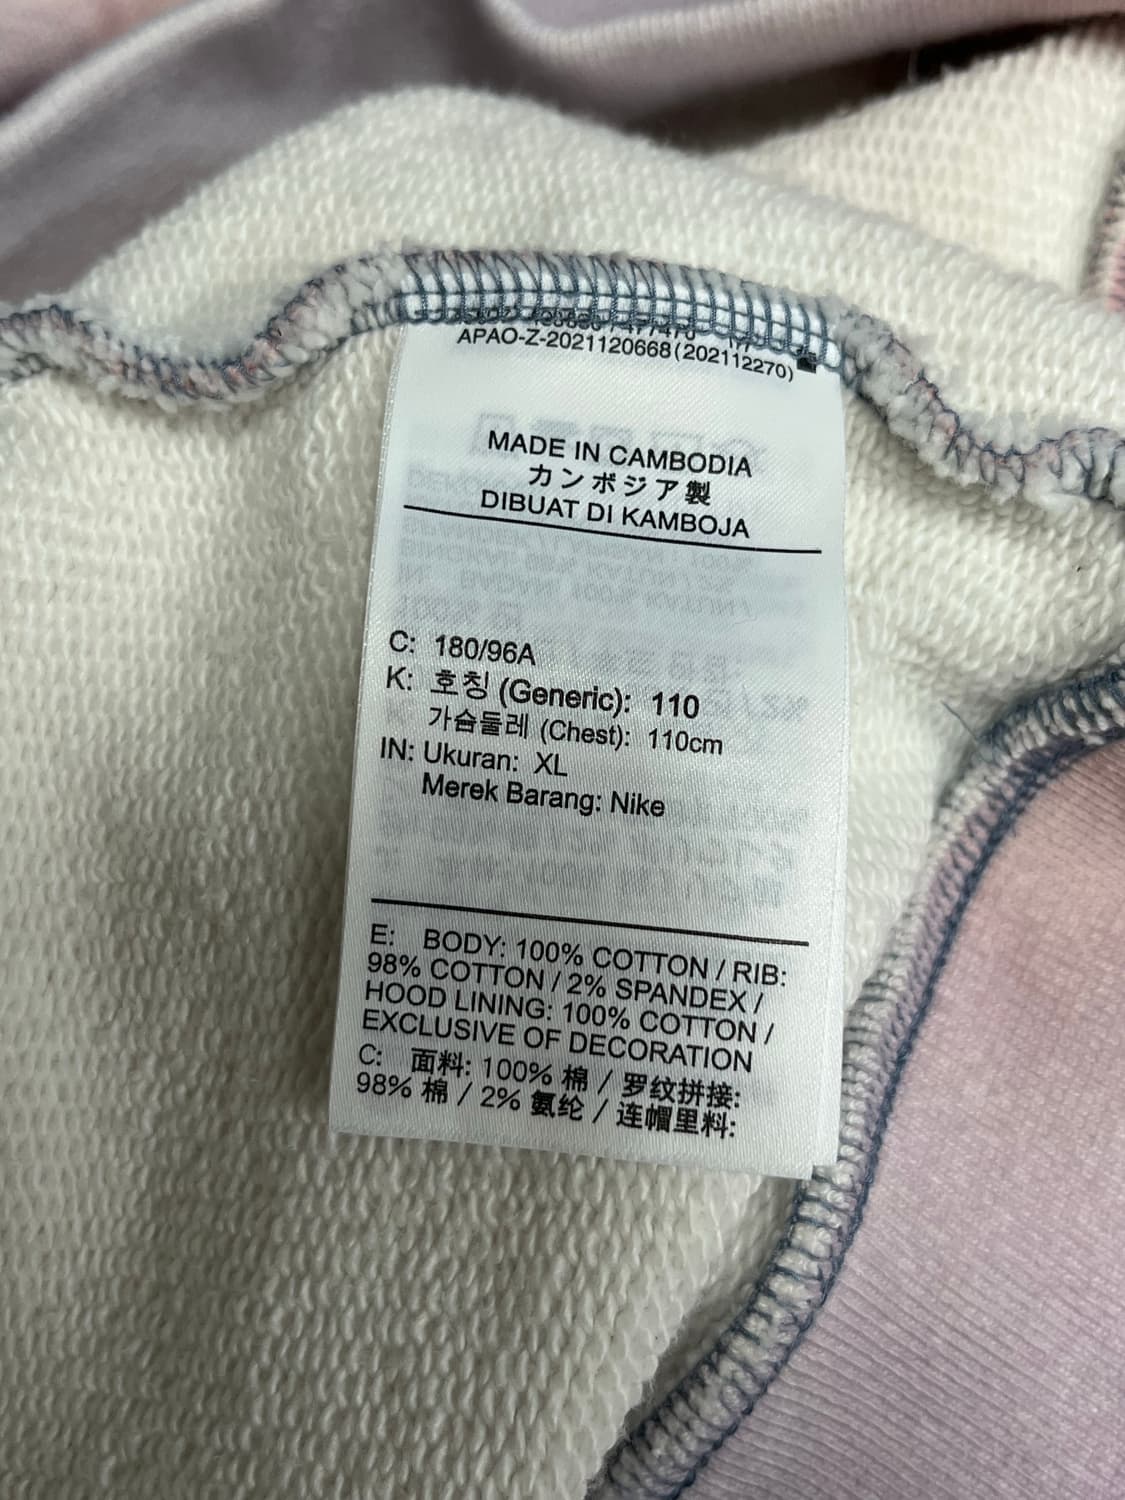 APAO-Z-2021120668(202112270)
MADE IN CAMBODIA
カンボジア製
DIBUAT DI KAMBOJA
C: 180/96A
K: 호칭 (Generic): 110
가슴둘레 (Chest): 110cm
IN: Ukuran: XL
Merek Barang: Nike
E: BODY: 100% COTTON / RIB:
98% COTTON / 2% SPANDEX /
HOOD LINING: 100% COTTON /
EXCLUSIVE OF DECORATION
C: 面料: 100% 棉 / 罗纹拼接:
98% 棉 / 2% 氨纶 / 连帽里料: